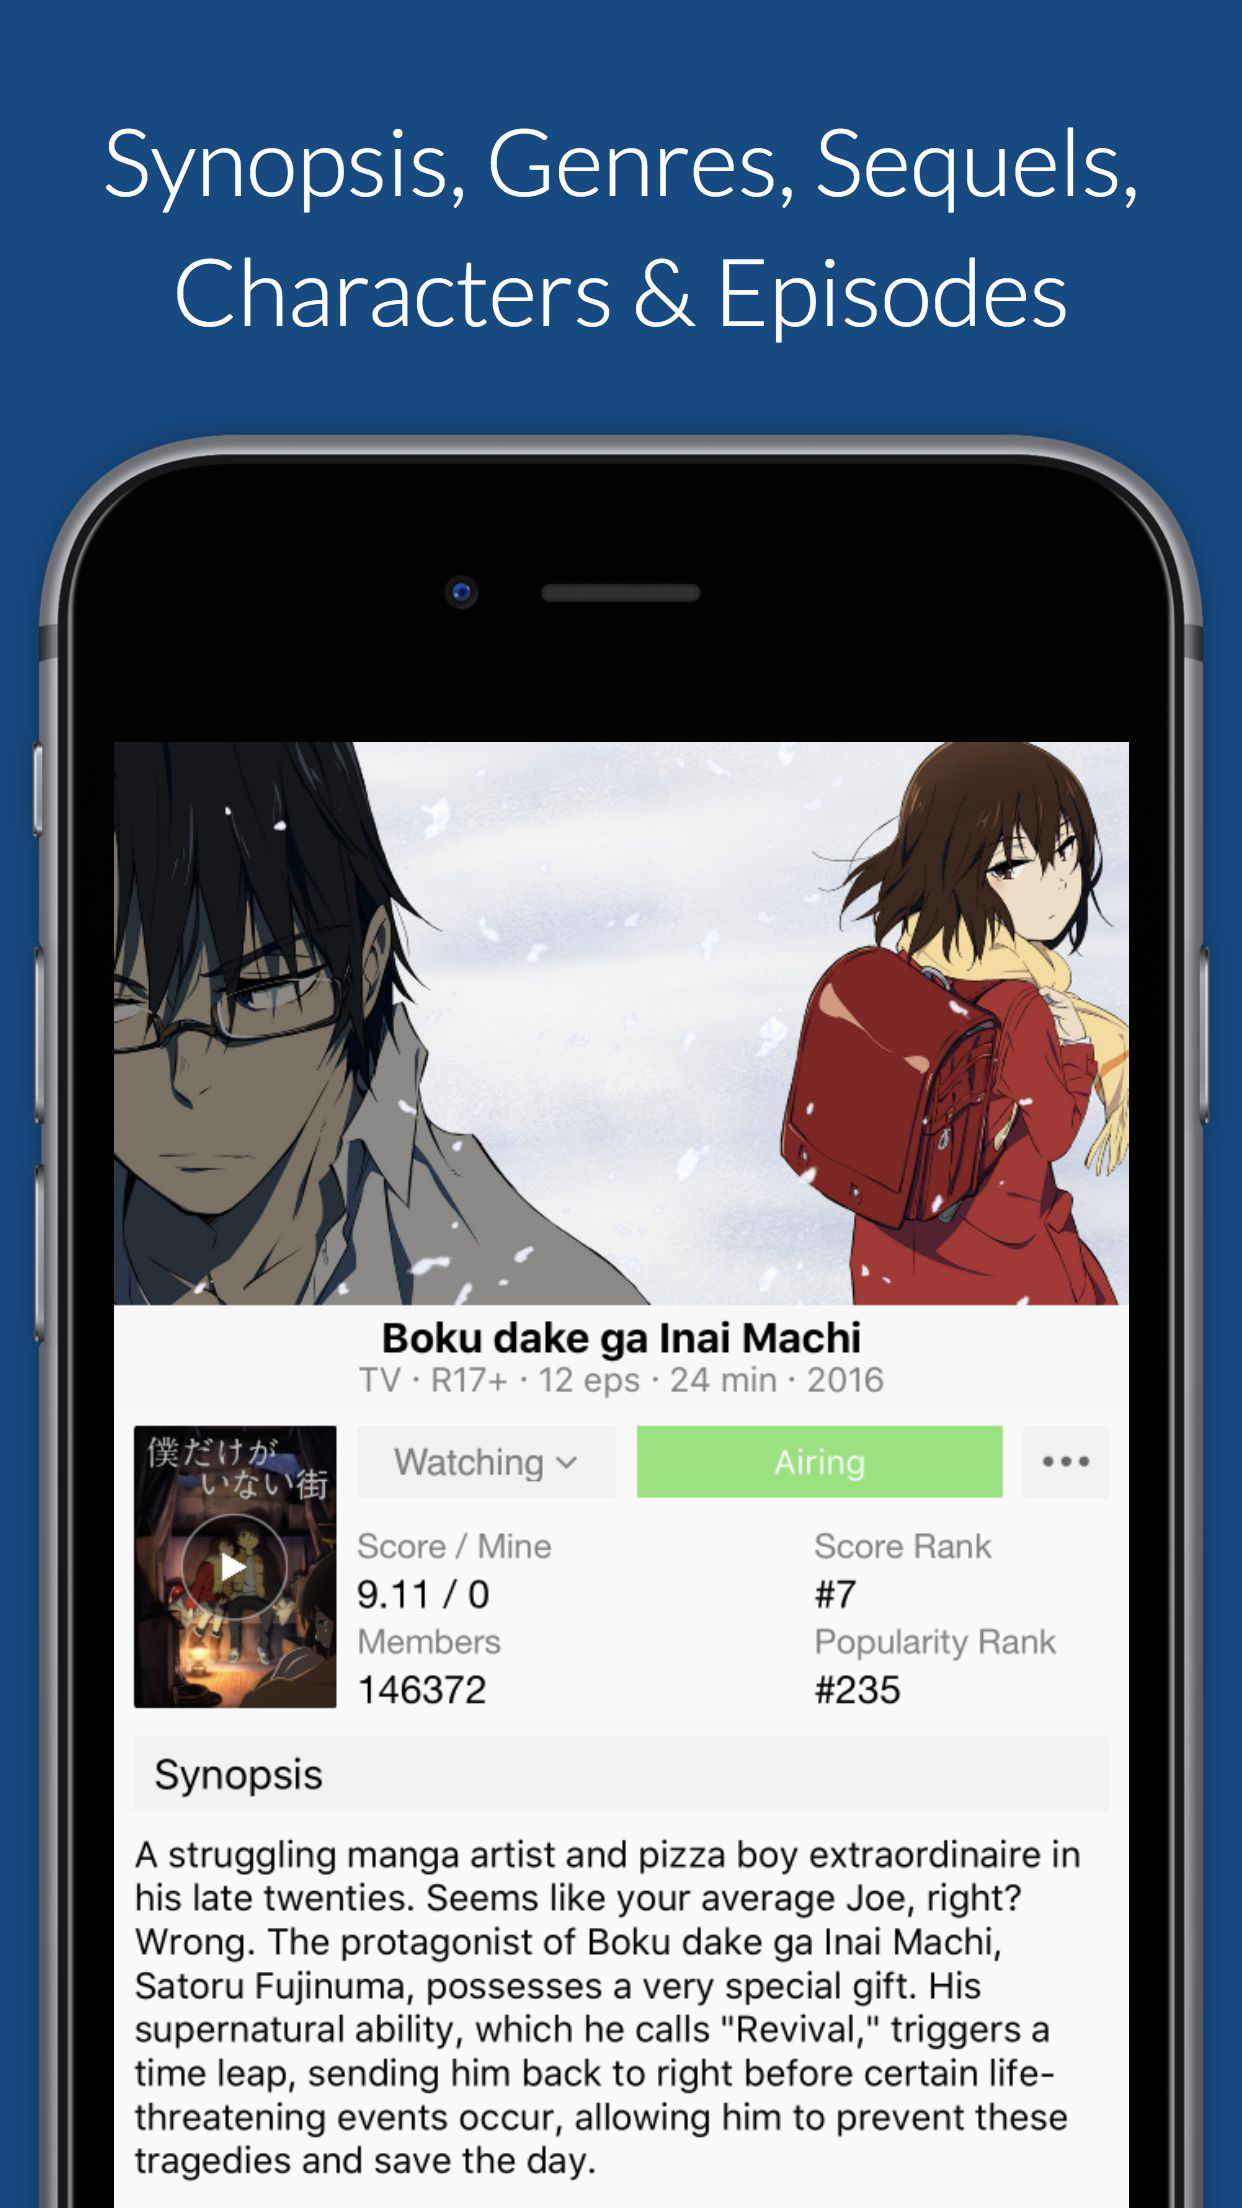 Synopsis, Genres, Sequels,
Characters & Episodes
Boku dake ga Inai Machi
TV · R17+ · 12 eps · 24 min · 2016
僕だけが
いない街
Watching
Airing
Score / Mine
Score Rank
9.11 / 0
#7
Members
Popularity Rank
146372
#235
Synopsis
A struggling manga artist and pizza boy extraordinaire in
his late twenties. Seems like your average Joe, right?
Wrong. The protagonist of Boku dake ga Inai Machi,
Satoru Fujinuma, possesses a very special gift. His
supernatural ability, which he calls "Revival," triggers a
time leap, sending him back to right before certain life-
threatening events occur, allowing him to prevent these
tragedies and save the day.